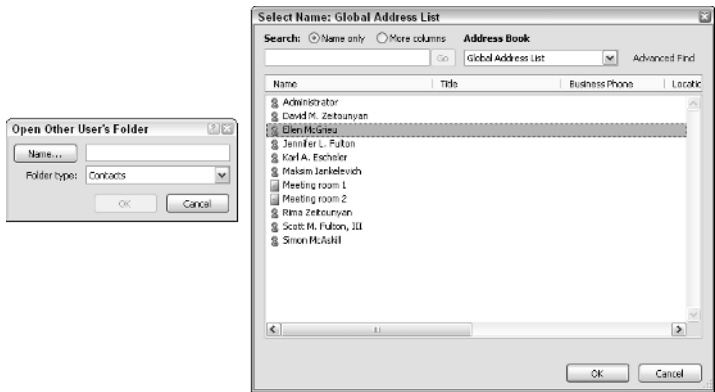 Open Other User's Folder
Name...
Folder type: Contacts
OK Cancel
Select Name: Global Address List
Search: Name only More columns Address Book
Go Global Address List Advanced Find
Name Title Business Phone Locatic
Administrator
David M. Zeitounyan
Ellen McGrieu
Jennifer L. Fulton
Karl A. Escheler
Maksim Iankelevich
Meeting room 1
Meeting room 2
Rima Zeitounyan
Scott M. Fulton, III
Simon McAskill
OK Cancel